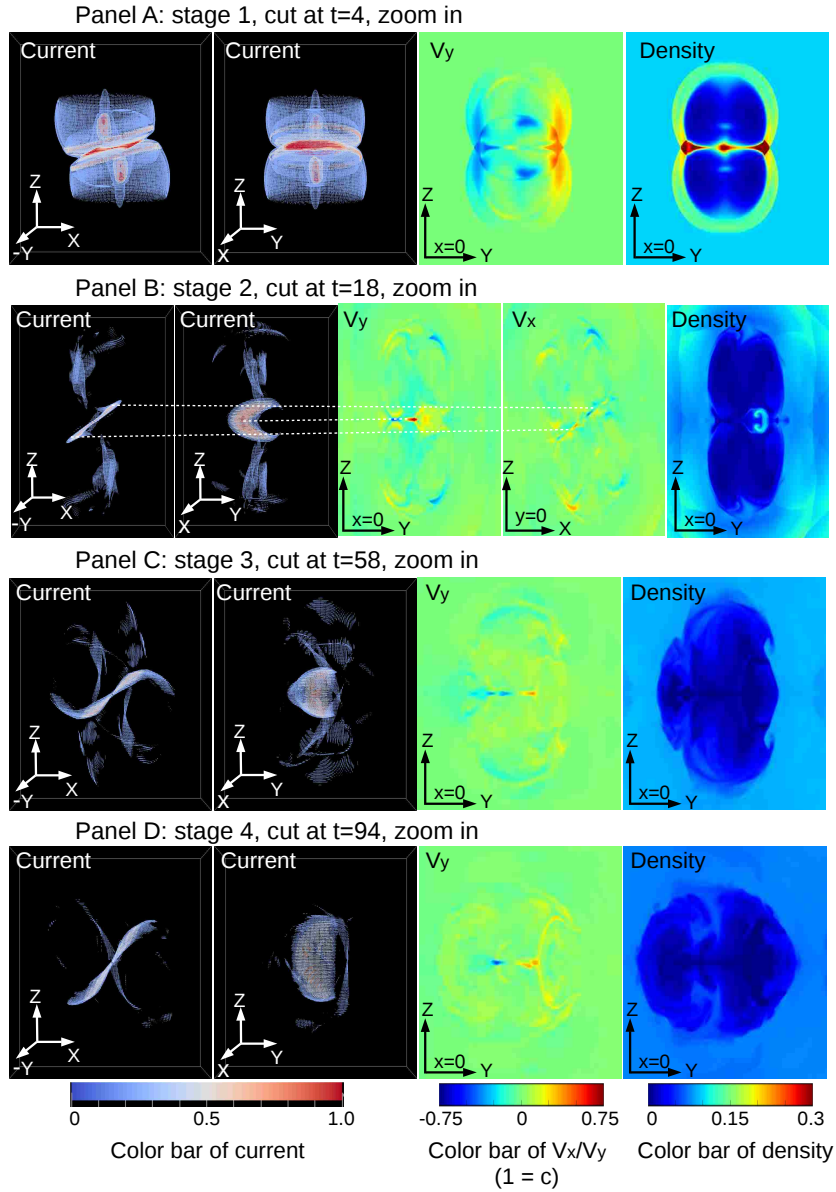 Panel A: stage 1, cut at t=4, zoom in
Current
Current
Vy
Density
Z
X
-Y
Z
Y
X
Z
x=0
Y
Z
x=0
Y
Panel B: stage 2, cut at t=18, zoom in
Current
Current
Vy
Vx
Density
Z
X
-Y
Z
Y
X
Z
x=0
Y
Z
y=0
X
Z
x=0
Y
Panel C: stage 3, cut at t=58, zoom in
Current
Current
Vy
Density
Z
X
-Y
Z
Y
X
Z
x=0
Y
Z
x=0
Y
Panel D: stage 4, cut at t=94, zoom in
Current
Current
Vy
Density
Z
X
-Y
Z
Y
X
Z
x=0
Y
Z
x=0
Y
0 0.5 1.0
Color bar of current
-0.75 0 0.75
Color bar of Vx/Vy
(1 = c)
0 0.15 0.3
Color bar of density